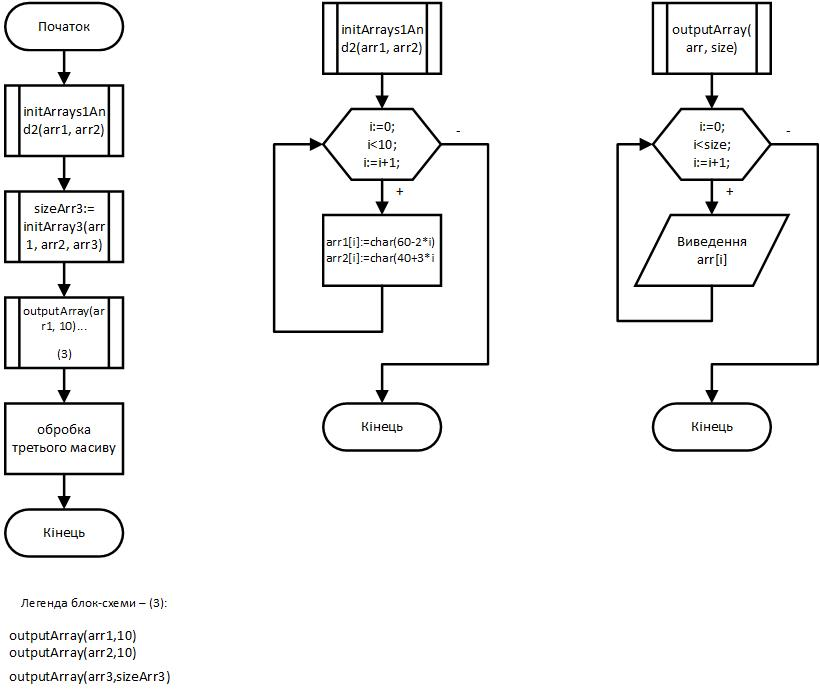 Початок
initArrays1An
d2(arr1, arr2)
sizeArr3:=
initArray3(arr
1, arr2, arr3)
outputArray(ar
r1, 10)...
(3)
обробка
третього масиву
Кінець
Легенда блок-схеми – (3):
outputArray(arr1,10)
outputArray(arr2,10)
outputArray(arr3,sizeArr3)
initArrays1An
d2(arr1, arr2)
i:=0;
i<10;
i:=i+1;
-
+
arr1[i]:=char(60-2*i)
arr2[i]:=char(40+3*i
Кінець
outputArray(
arr, size)
i:=0;
i<size;
i:=i+1;
-
+
Виведення
arr[i]
Кінець